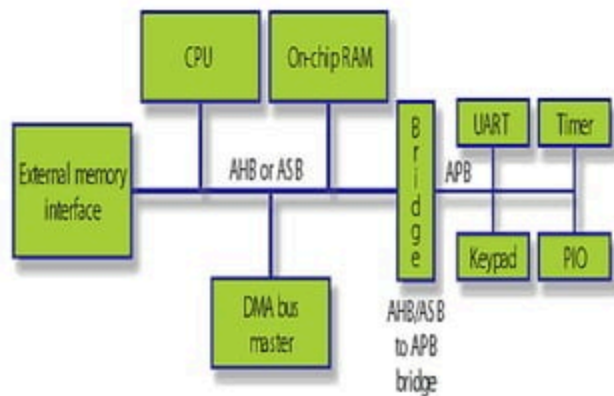 CPU
On-chip RAM
External memory
interface
AHB or ASB
Bridge
APB
UART
Timer
Keypad
PIO
DMA bus
master
AHB/ASB
to APB
bridge